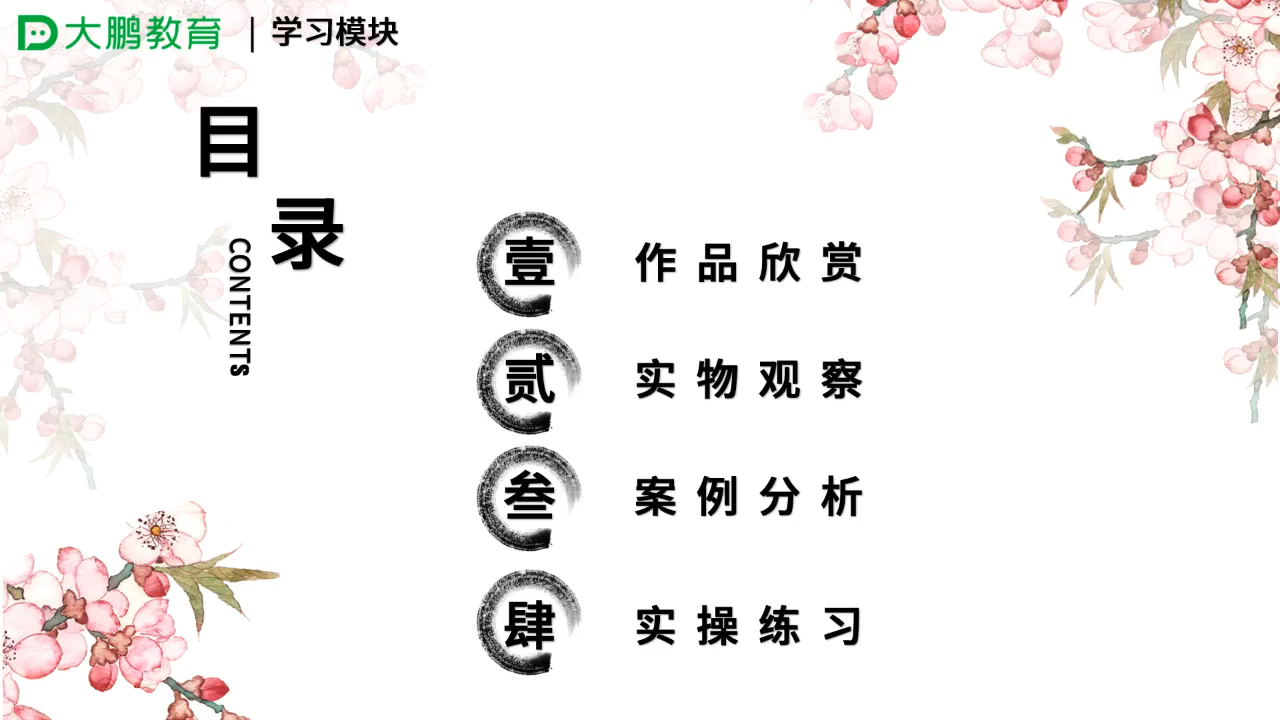 大鹏教育 | 学习模块
目录
CONTENTS
壹 作品欣赏
贰 实物观察
叁 案例分析
肆 实操练习